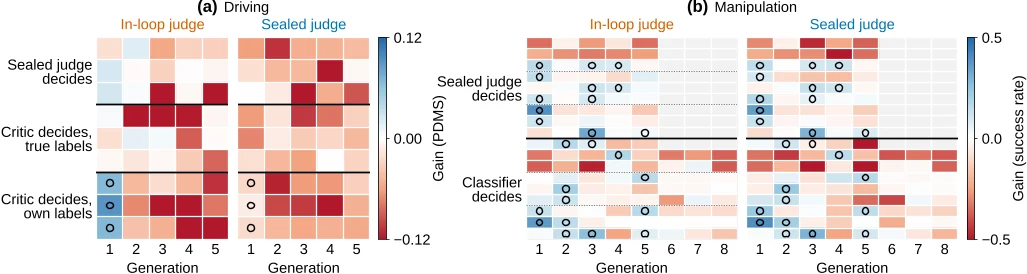 (a) Driving
In-loop judge
Sealed judge
Sealed judge
decides
Critic decides,
true labels
Critic decides,
own labels
1 2 3 4 5
1 2 3 4 5
Generation
Generation
0.12
0.00
−0.12
Gain (PDMS)
(b) Manipulation
In-loop judge
Sealed judge
Sealed judge
decides
Classifier
decides
1 2 3 4 5 6 7 8
1 2 3 4 5 6 7 8
Generation
Generation
0.5
0.0
−0.5
Gain (success rate)